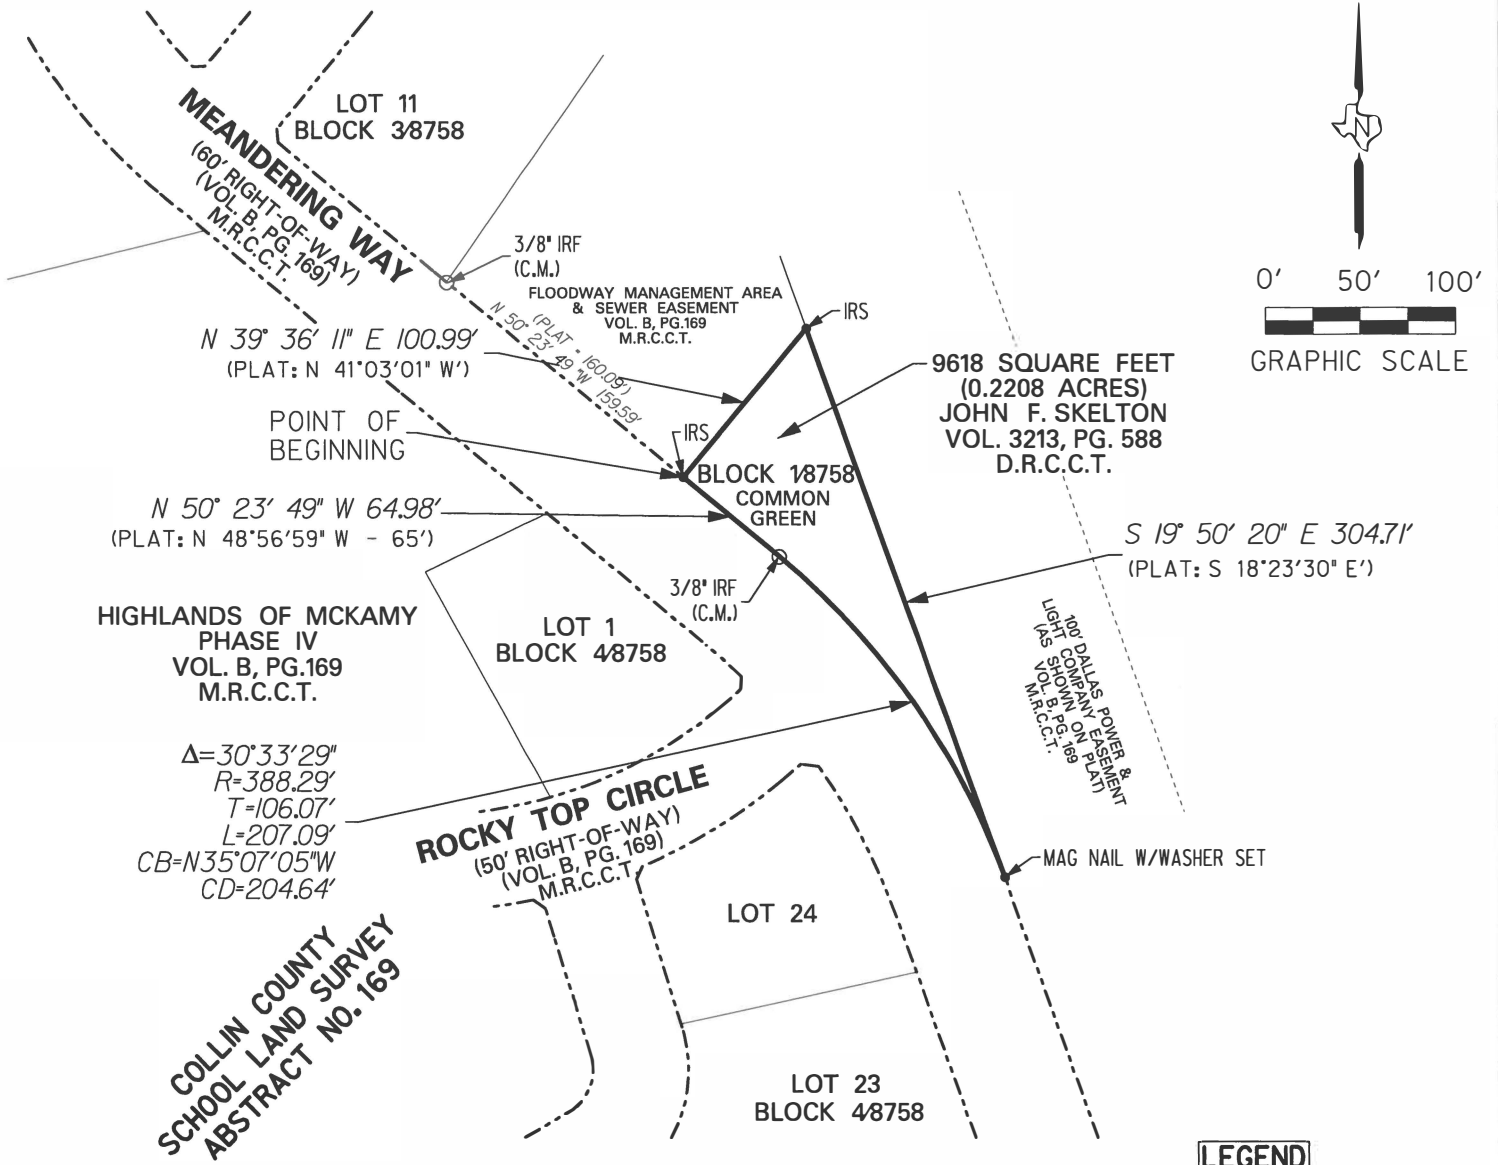 LOT 11
BLOCK 3/8758
MEANDERING WAY
(60' RIGHT-OF-WAY)
(VOL. B, PG. 169)
M.R.C.C.T.
N
0' 50' 100'
GRAPHIC SCALE
3/8" IRF
(C.M.)
FLOODWAY MANAGEMENT AREA
& SEWER EASEMENT
VOL. B, PG.169
M.R.C.C.T.
(PLAT - 160.09')
N 50° 23' 49" W 159.59'
IRS
N 39° 36' 11" E 100.99'
(PLAT: N 41°03'01" W')
9618 SQUARE FEET
(0.2208 ACRES)
JOHN F. SKELTON
VOL. 3213, PG. 588
D.R.C.C.T.
POINT OF
BEGINNING
IRS
BLOCK 1/8758
COMMON
GREEN
N 50° 23' 49" W 64.98'
(PLAT: N 48°56'59" W - 65')
S 19° 50' 20" E 304.71'
(PLAT: S 18°23'30" E')
3/8" IRF
(C.M.)
HIGHLANDS OF MCKAMY
PHASE IV
VOL. B, PG.169
M.R.C.C.T.
LOT 1
BLOCK 4/8758
100' DALLAS POWER &
LIGHT COMPANY EASEMENT
(AS SHOWN ON PLAT)
VOL. B, PG. 169
M.R.C.C.T.
Δ=30°33'29"
R=388.29'
T=106.07'
L=207.09'
CB=N35°07'05"W
CD=204.64'
ROCKY TOP CIRCLE
(50' RIGHT-OF-WAY)
(VOL. B, PG. 169)
M.R.C.C.T.
MAG NAIL W/WASHER SET
LOT 24
COLLIN COUNTY
SCHOOL LAND SURVEY
ABSTRACT NO. 169
LOT 23
BLOCK 4/8758
LEGEND